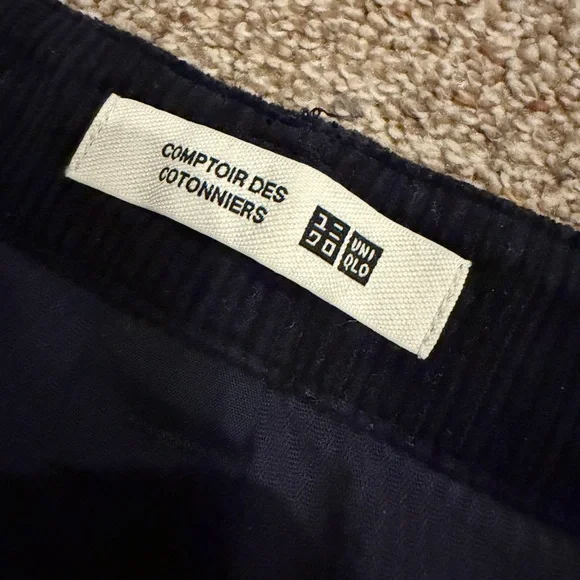 COMPTOIR DES
COTONNIERS
ユニ
クロ
UNI
QLO